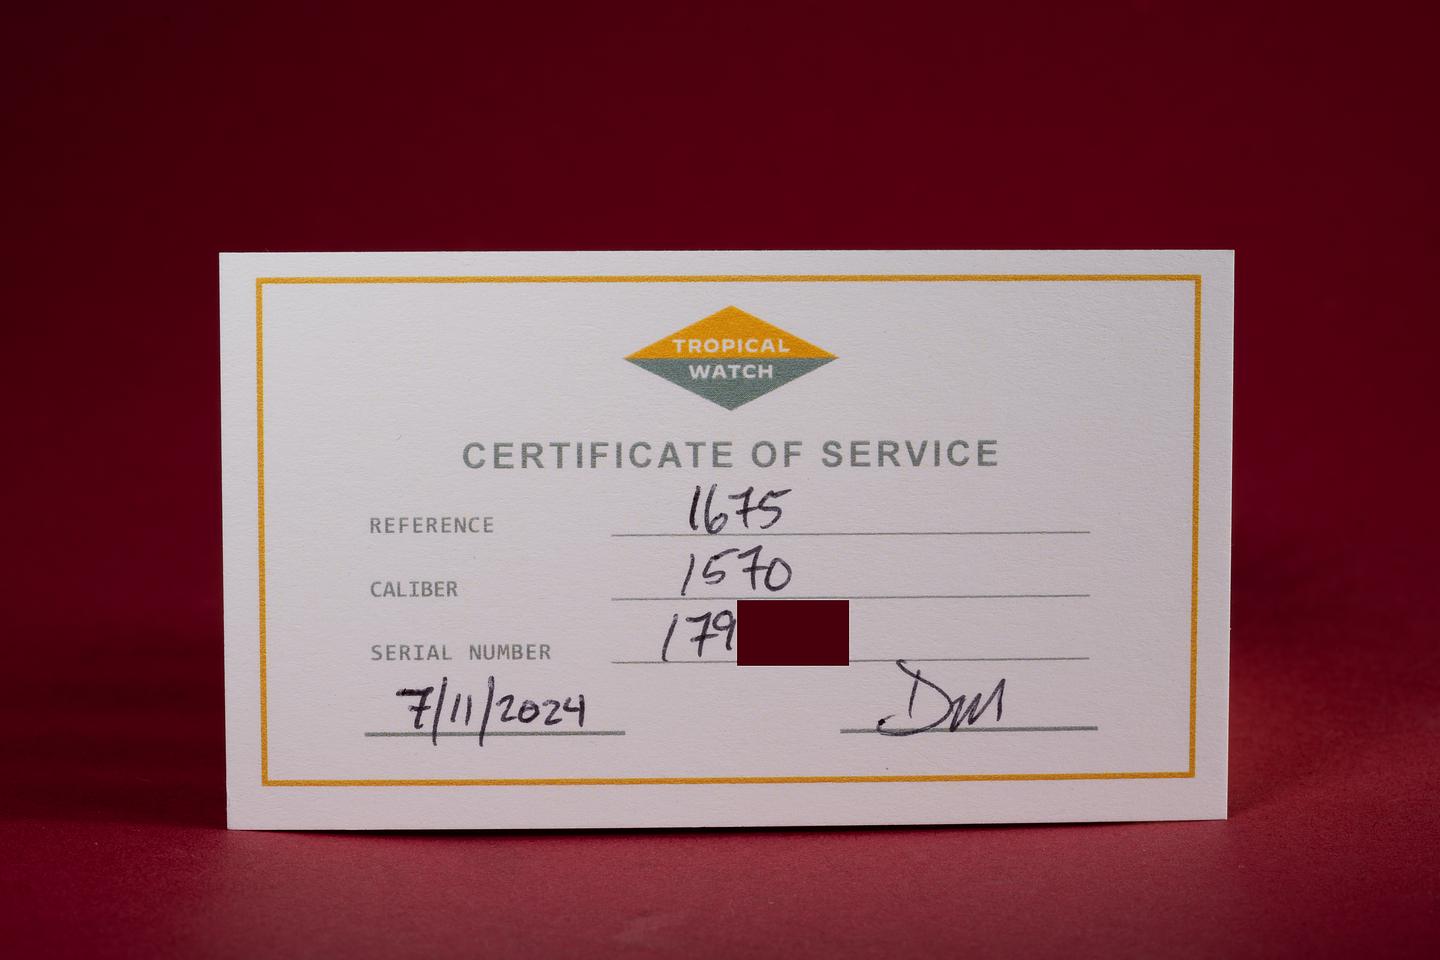 TROPICAL
WATCH
CERTIFICATE OF SERVICE
REFERENCE 1675
CALIBER 1570
SERIAL NUMBER 179
7/11/2024